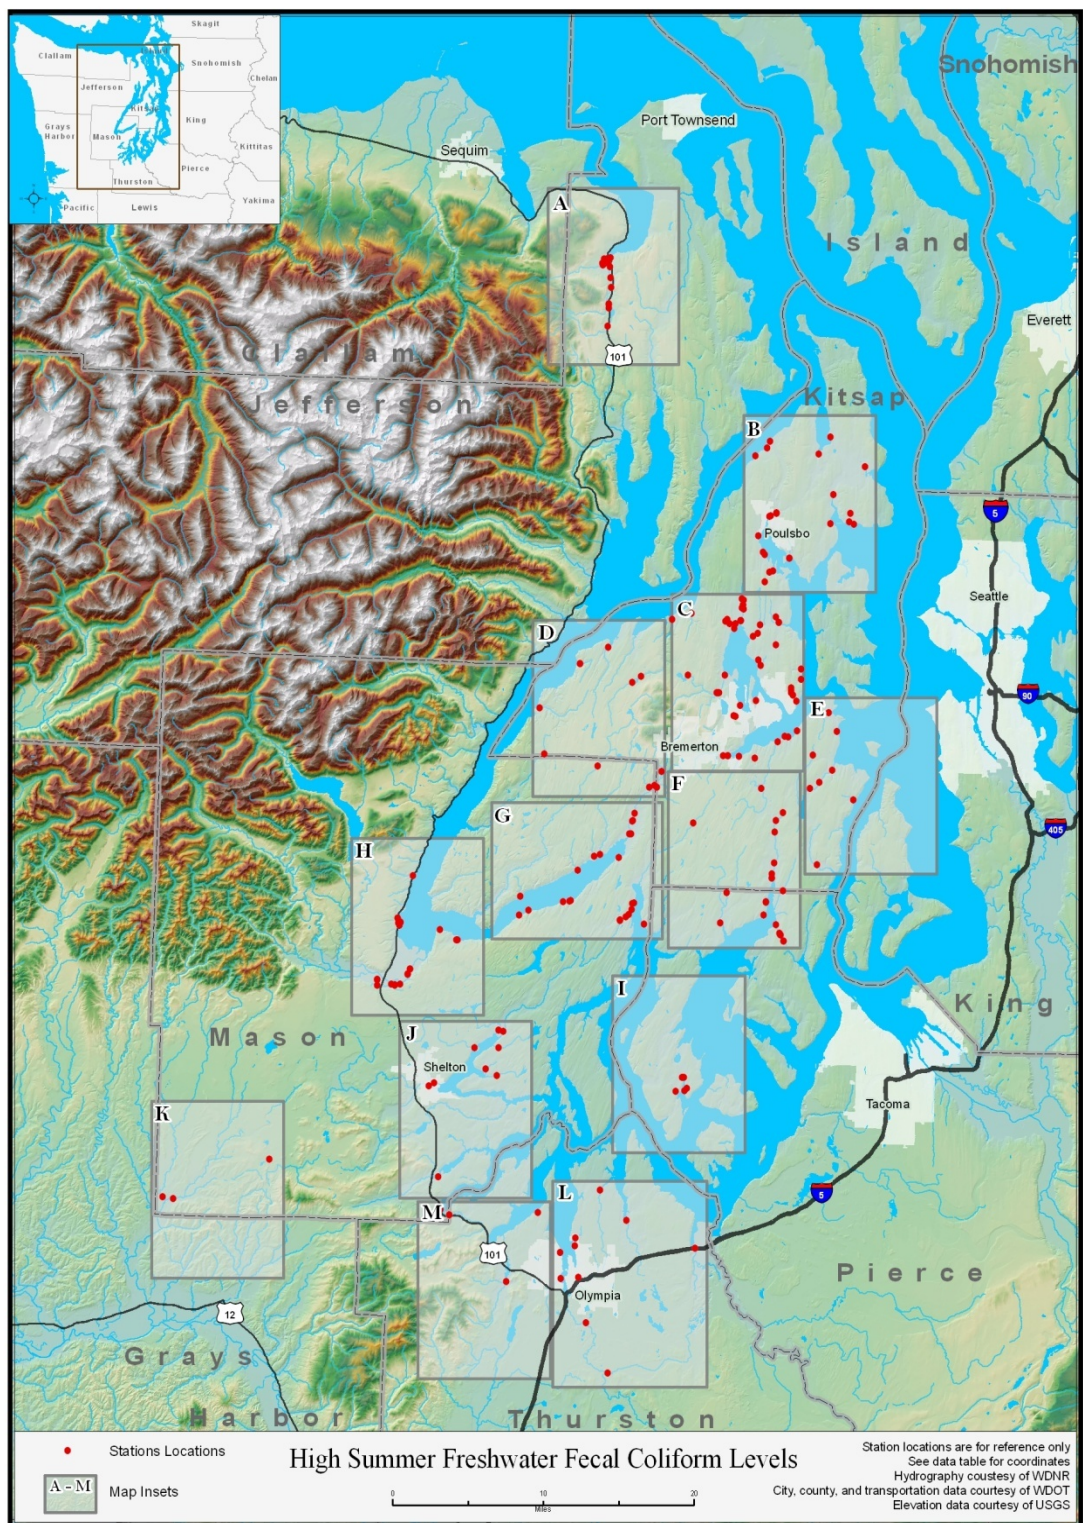 Skagit
Clallam
Island
Snohomish
Jefferson
Chelan
Kitsap
Grays
Harbor
Mason
King
Kittitas
Pierce
Thurston
Pacific
Lewis
Yakima
Snohomish
Port Townsend
Sequim
A
Island
Everett
101
Clallam
Jefferson
Kitsap
B
5
Poulsbo
Seattle
C
D
90
E
Bremerton
F
G
405
H
I
King
Mason
J
Shelton
Tacoma
K
L
5
M
101
Pierce
Olympia
12
Grays
Harbor
Thurston
Stations Locations
A - M
Map Insets
High Summer Freshwater Fecal Coliform Levels
0 10 20
Miles
Station locations are for reference only
See data table for coordinates
Hydrography coustesy of WDNR
City, county, and transportation data courtesy of WDOT
Elevation data courtesy of USGS